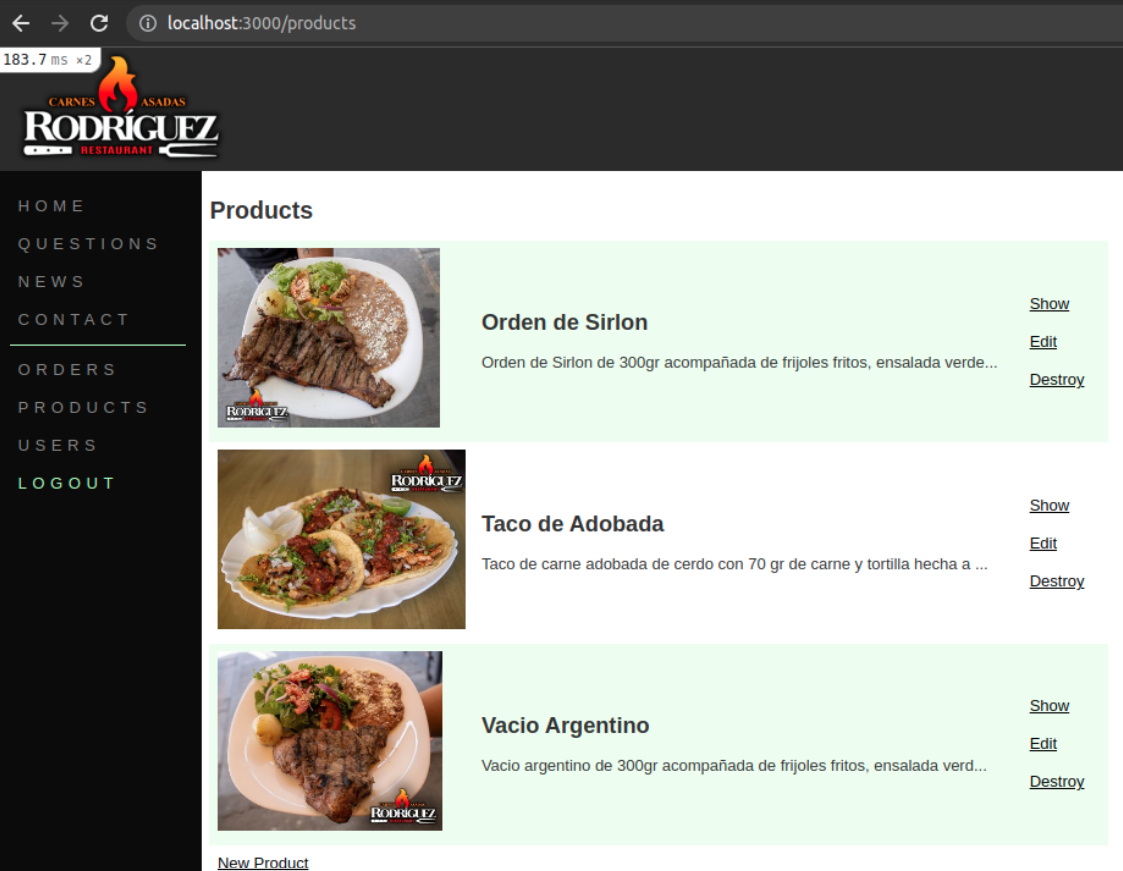 localhost:3000/products
183.7 ms ×2
CARNES ASADAS
RODRÍGUEZ
RESTAURANT
HOME
QUESTIONS
NEWS
CONTACT
ORDERS
PRODUCTS
USERS
LOGOUT
Products
RODRIGUEZ
Orden de Sirlon
Orden de Sirlon de 300gr acompañada de frijoles fritos, ensalada verde...
Show
Edit
Destroy
RODRIGUEZ
Taco de Adobada
Taco de carne adobada de cerdo con 70 gr de carne y tortilla hecha a ...
Show
Edit
Destroy
RODRIGUEZ
Vacio Argentino
Vacio argentino de 300gr acompañada de frijoles fritos, ensalada verd...
Show
Edit
Destroy
New Product